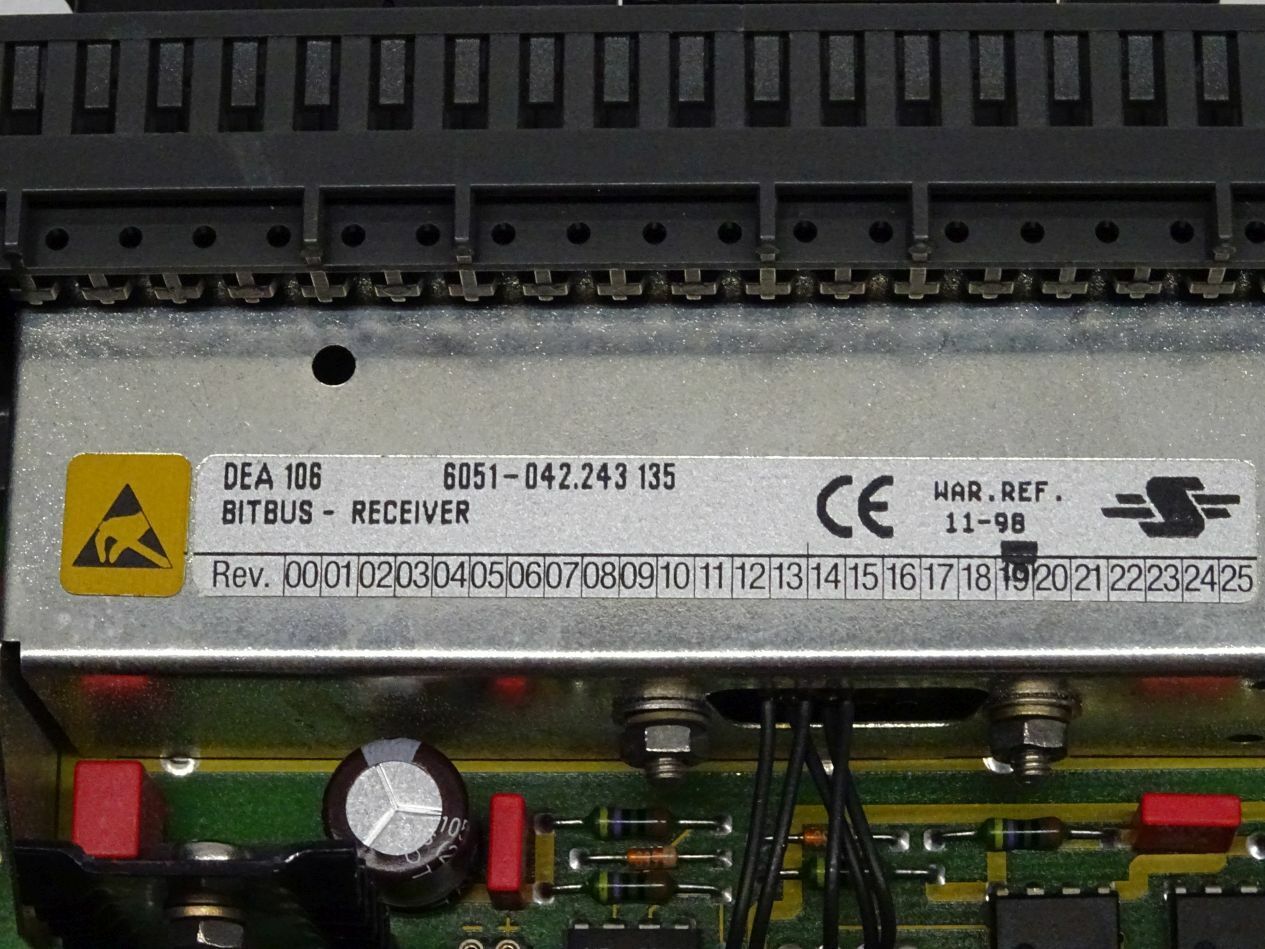 DEA 106 6051-042.243 135
BITBUS - RECEIVER
CE
WAR.REF.
11-98
Rev. 00 01 02 03 04 05 06 07 08 09 10 11 12 13 14 15 16 17 18 19 20 21 22 23 24 25
105